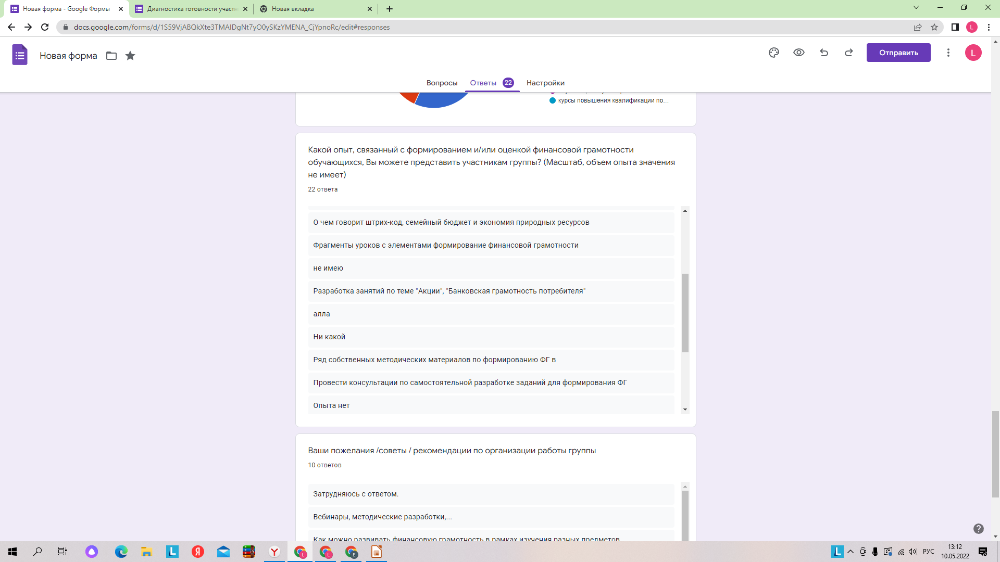 Новая форма - Google Формы
Диагностика готовности участн
Новая вкладка
docs.google.com/forms/d/1S59VjABQkXte3TMAlDgNt7yO0ySKzYMENA_CjYpnoRc/edit#responses
L
Новая форма
Отправить
L
Вопросы
Ответы 22
Настройки
курсы повышения квалификации по...
Какой опыт, связанный с формированием и/или оценкой финансовой грамотности
обучающихся, Вы можете представить участникам группы? (Масштаб, объем опыта значения
не имеет)
22 ответа
О чем говорит штрих-код, семейный бюджет и экономия природных ресурсов
Фрагменты уроков с элементами формирование финансовой грамотности
не имею
Разработка занятий по теме "Акции", "Банковская грамотность потребителя"
алла
Ни какой
Ряд собственных методических материалов по формированию ФГ в
Провести консультации по самостоятельной разработке заданий для формирования ФГ
Опыта нет
Ваши пожелания /советы / рекомендации по организации работы группы
10 ответов
Затрудняюсь с ответом.
Вебинары, методические разработки,...
Как можно развивать финансовую грамотность в рамках изучения разных предметов
L
Я
Y
L
L
E
L
РУС
13:12
10.05.2022